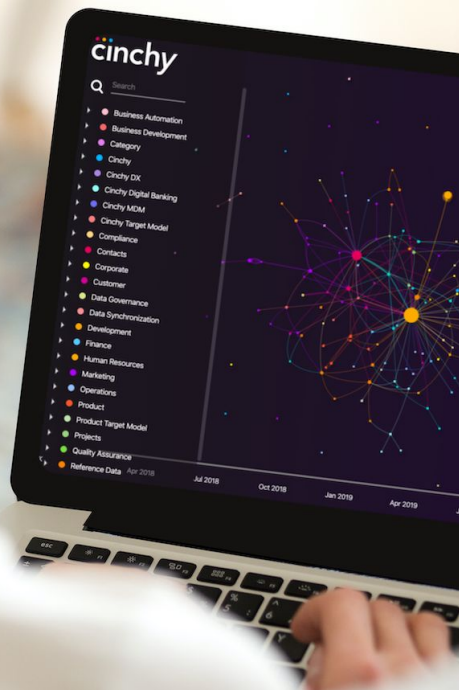 cinchy
Search
Business Automation
Business Development
Category
Cinchy
Cinchy DX
Cinchy Digital Banking
Cinchy MDM
Cinchy Target Model
Compliance
Contacts
Corporate
Customer
Data Governance
Data Synchronization
Development
Finance
Human Resources
Marketing
Operations
Product
Product Target Model
Projects
Quality Assurance
Reference Data
Apr 2018 Jul 2018 Oct 2018 Jan 2019 Apr 2019
esc